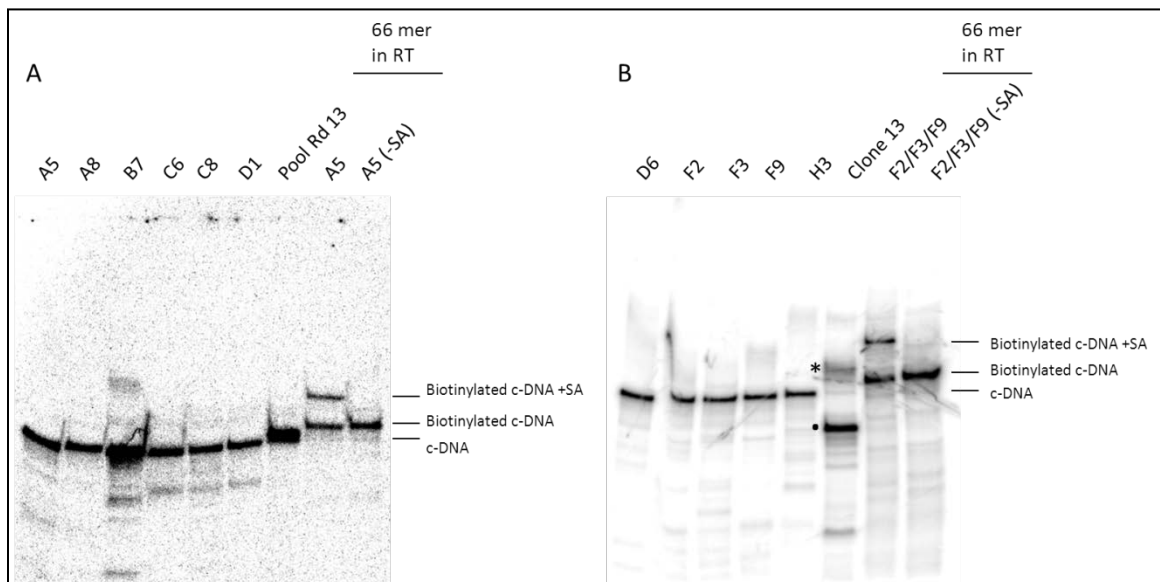 66 mer
in RT
A
A5
A8
B7
C6
C8
D1
Pool Rd 13
A5
A5 (-SA)
Biotinylated c-DNA +SA
Biotinylated c-DNA
c-DNA
66 mer
in RT
B
D6
F2
F3
F9
H3
Clone 13
F2/F3/F9
F2/F3/F9 (-SA)
*
•
Biotinylated c-DNA +SA
Biotinylated c-DNA
c-DNA